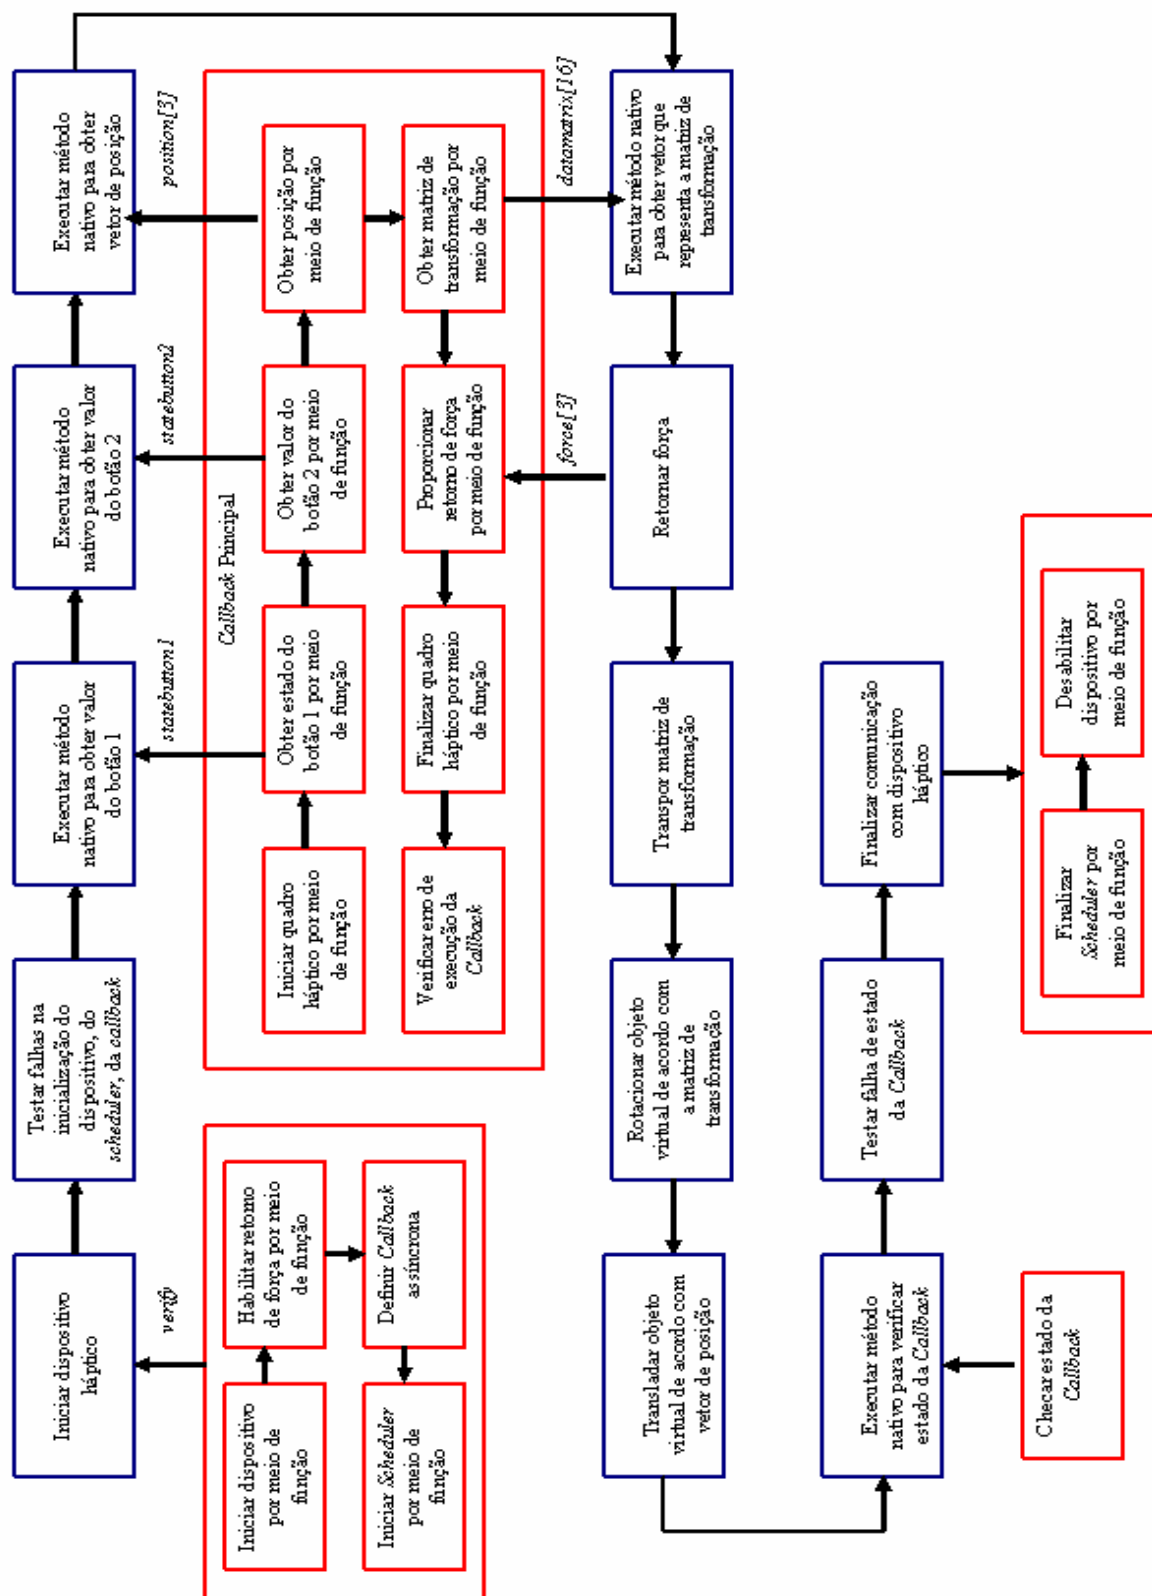 Iniciar dispositivo
háptico
Testar falhas na
inicialização do
dispositivo, do
scheduler, da callback
Executar método
nativo para obter valor
do botão 1
Executar método
nativo para obter valor
do botão 2
Executar método
nativo para obter
vetor de posição
verify
statebutton1
statebutton2
position[3]
Iniciar dispositivo
por meio de
função
Habilitar retorno
de força por meio
de função
Definir Callback
assíncrona
Iniciar Scheduler
por meio de
função
Callback Principal
Iniciar quadro
háptico por meio
de função
Obter estado do
botão 1 por meio
de função
Obter valor do
botão 2 por meio
de função
Obter posição por
meio de função
Verificar erro de
execução da
Callback
Finalizar quadro
háptico por meio
de função
Proporcionar
retorno de força
por meio de função
Obter matriz de
transformação por
meio de função
force[3]
datamatrix[16]
Transladar objeto
virtual de acordo com
vetor de posição
Rotacionar objeto
virtual de acordo com
a matriz de
transformação
Transpor matriz de
transformação
Retornar força
Executar método nativo
para obter vetor que
representa a matriz de
transformação
Executar método
nativo para verificar
estado da Callback
Testar falha de estado
da Callback
Finalizar comunicação
com dispositivo
háptico
Checar estado da
Callback
Finalizar
Scheduler por
meio de função
Desabilitar
dispositivo por
meio de função